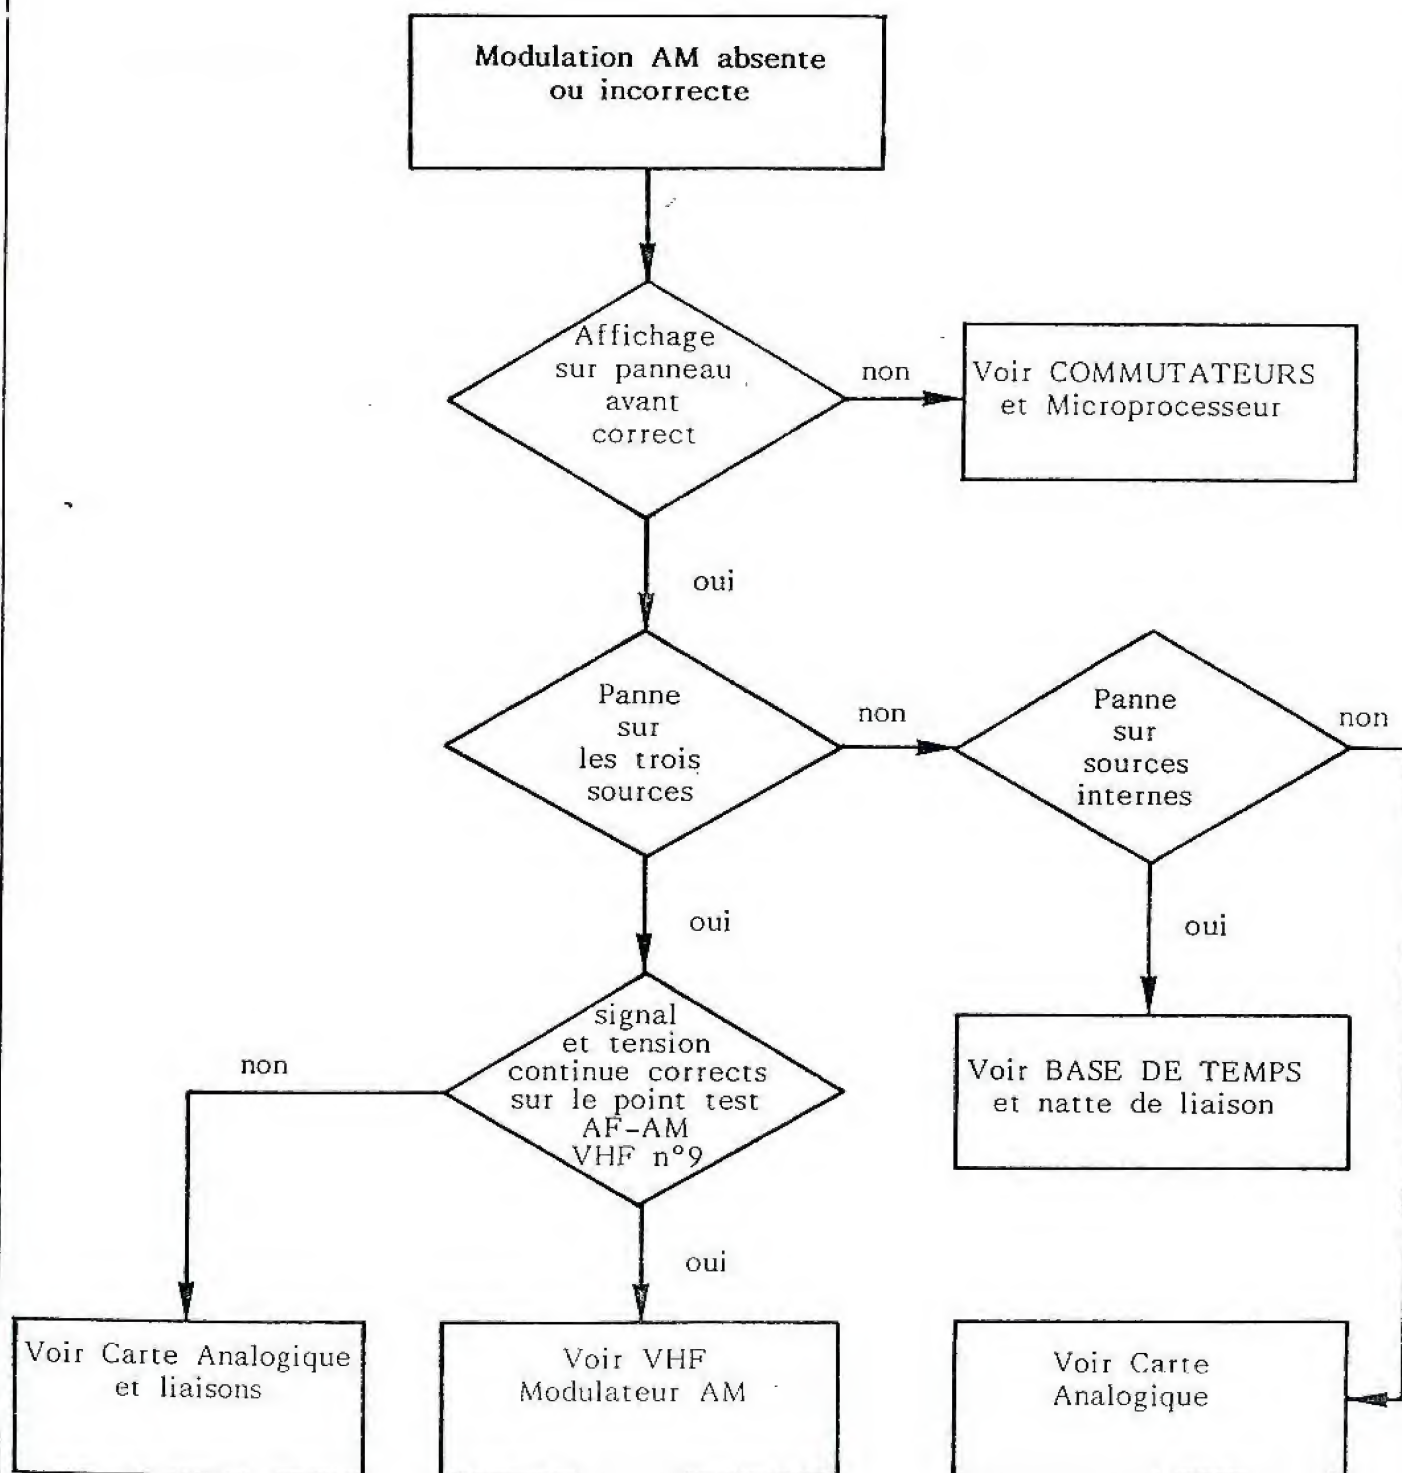 Modulation AM absente
ou incorrecte
Affichage
sur panneau
avant
correct
non
Voir COMMUTATEURS
et Microprocesseur
oui
Panne
sur
les trois
sources
non
Panne
sur
sources
internes
non
oui
oui
signal
et tension
continue corrects
sur le point test
AF-AM
VHF n°9
non
Voir BASE DE TEMPS
et natte de liaison
oui
Voir Carte Analogique
et liaisons
Voir VHF
Modulateur AM
Voir Carte
Analogique